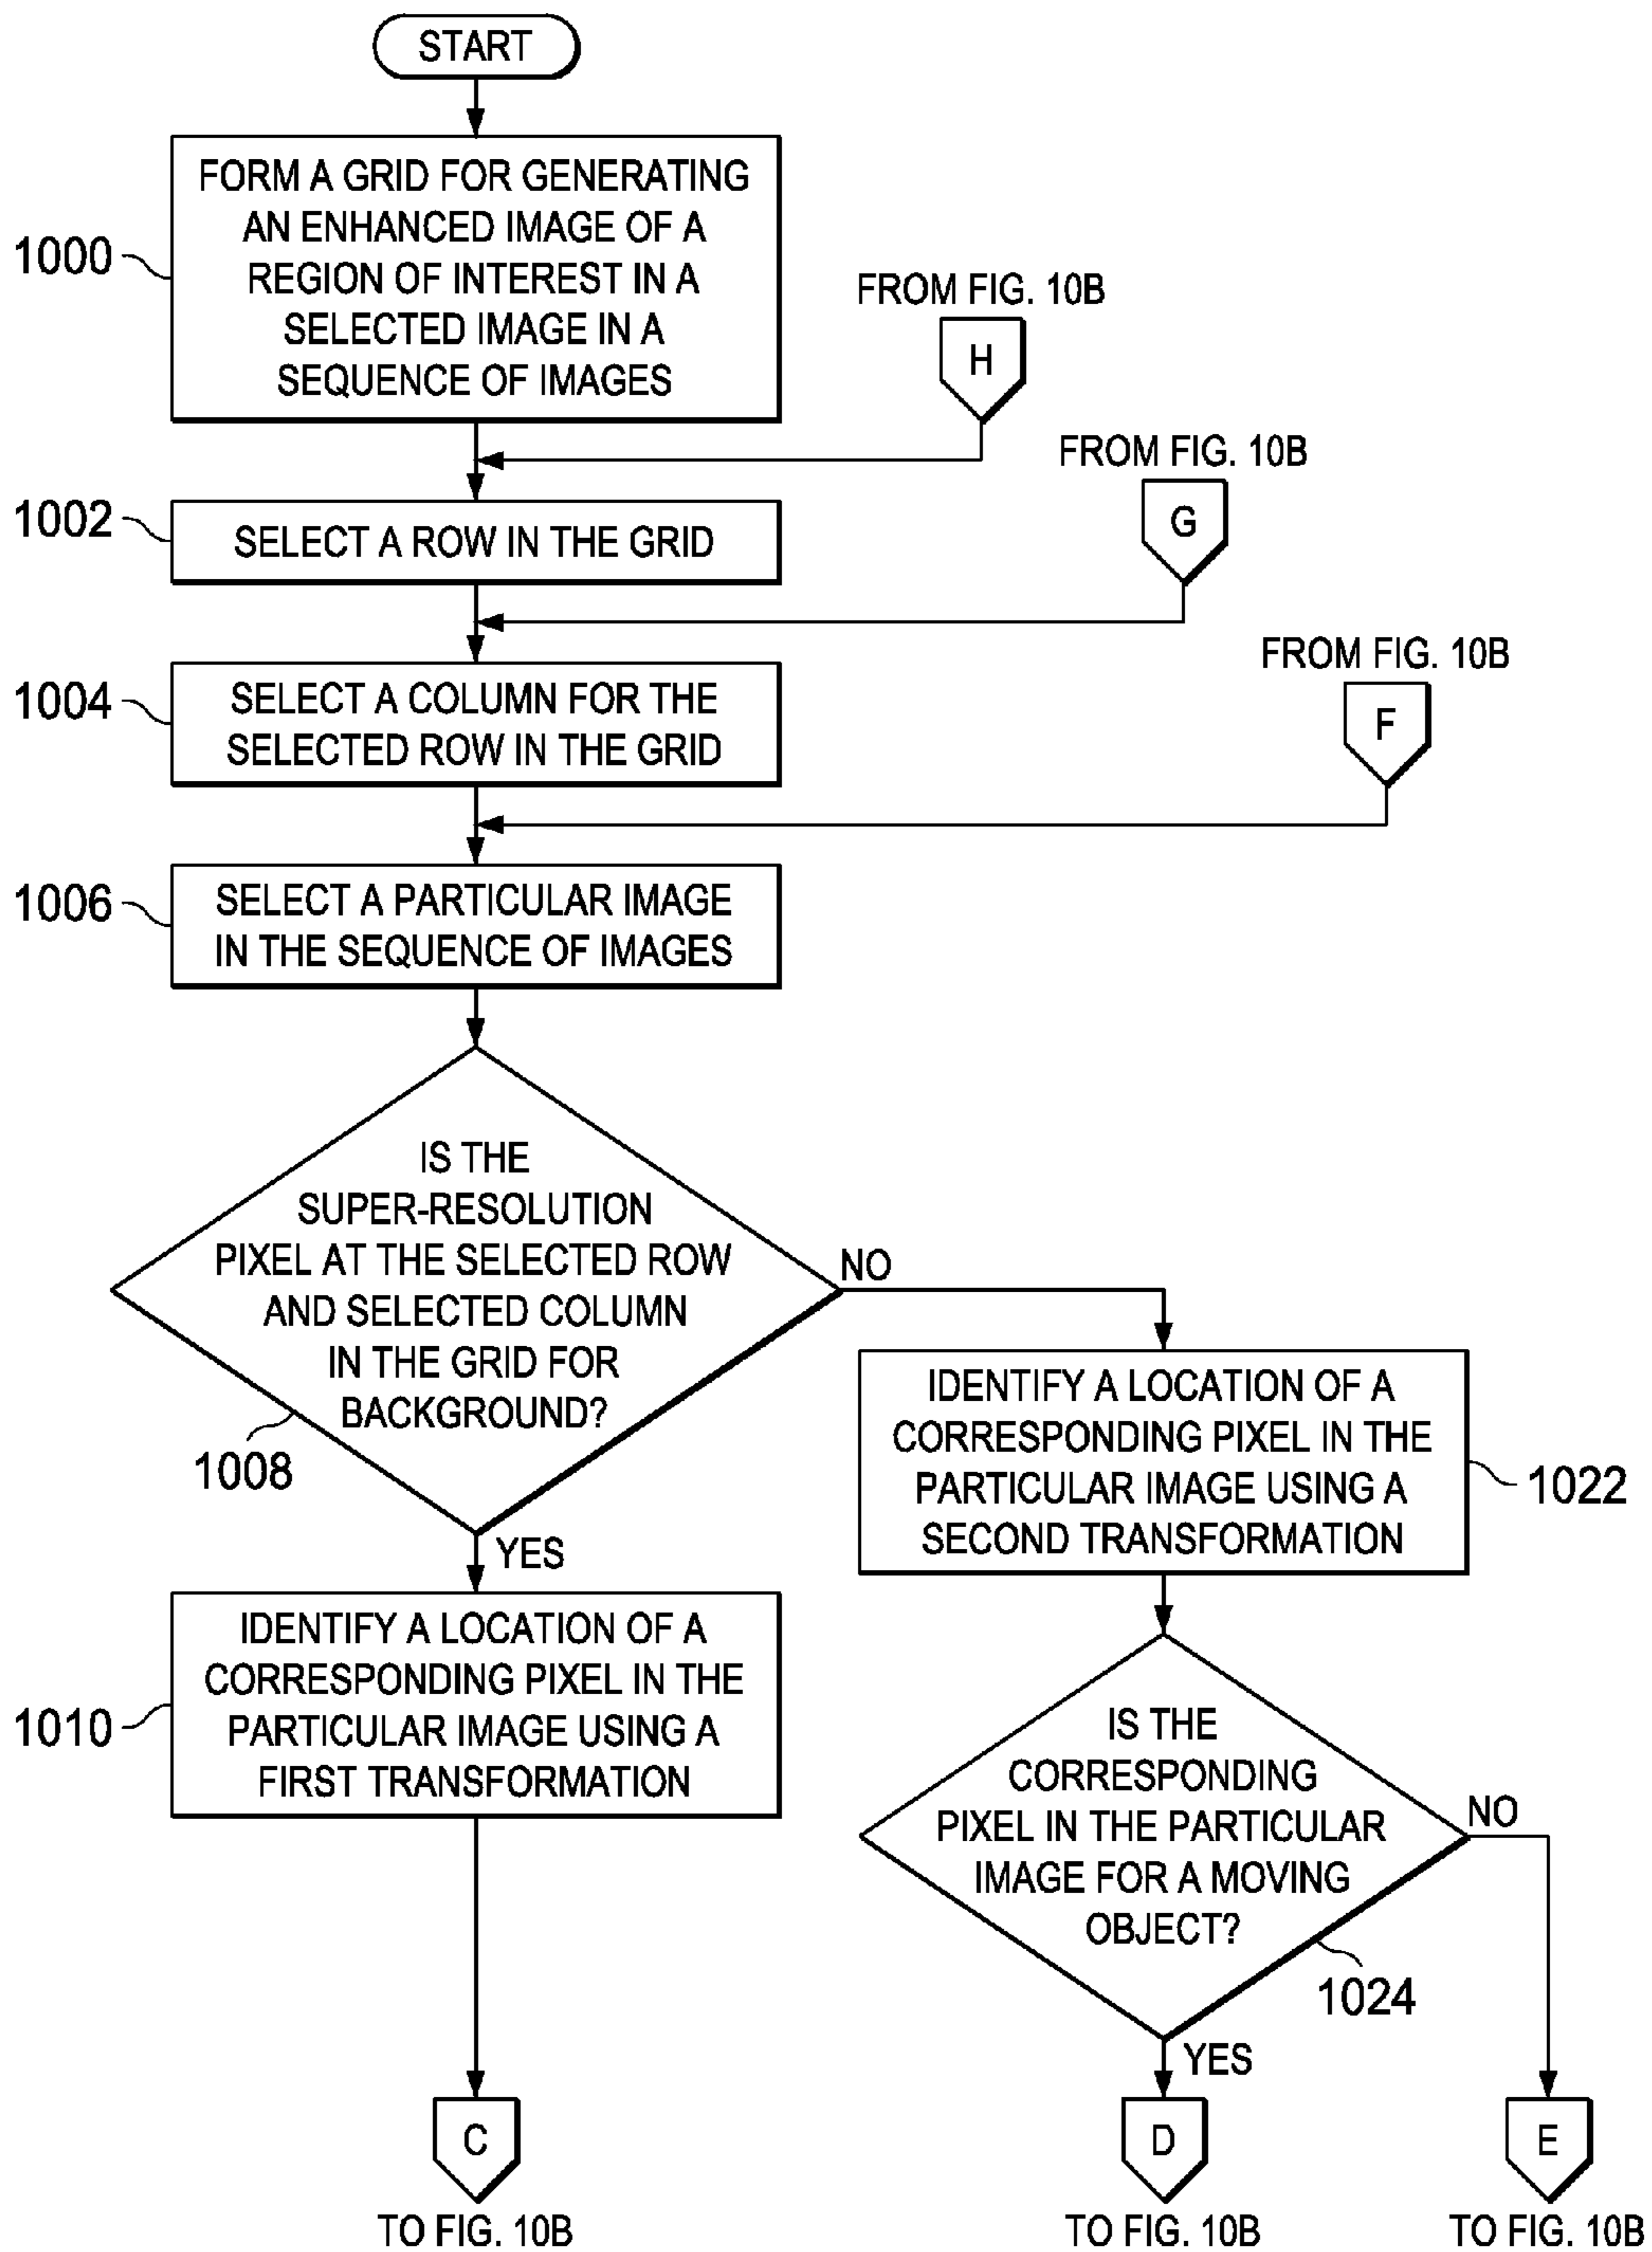 START
FORM A GRID FOR GENERATING
AN ENHANCED IMAGE OF A
REGION OF INTEREST IN A
SELECTED IMAGE IN A
SEQUENCE OF IMAGES
1000
FROM FIG. 10B
H
1002
SELECT A ROW IN THE GRID
FROM FIG. 10B
G
1004
SELECT A COLUMN FOR THE
SELECTED ROW IN THE GRID
FROM FIG. 10B
F
1006
SELECT A PARTICULAR IMAGE
IN THE SEQUENCE OF IMAGES
IS THE
SUPER-RESOLUTION
PIXEL AT THE SELECTED ROW
AND SELECTED COLUMN
IN THE GRID FOR
BACKGROUND?
1008
NO
YES
IDENTIFY A LOCATION OF A
CORRESPONDING PIXEL IN THE
PARTICULAR IMAGE USING A
SECOND TRANSFORMATION
1022
1010
IDENTIFY A LOCATION OF A
CORRESPONDING PIXEL IN THE
PARTICULAR IMAGE USING A
FIRST TRANSFORMATION
IS THE
CORRESPONDING
PIXEL IN THE PARTICULAR
IMAGE FOR A MOVING
OBJECT?
1024
NO
YES
C
TO FIG. 10B
D
TO FIG. 10B
E
TO FIG. 10B